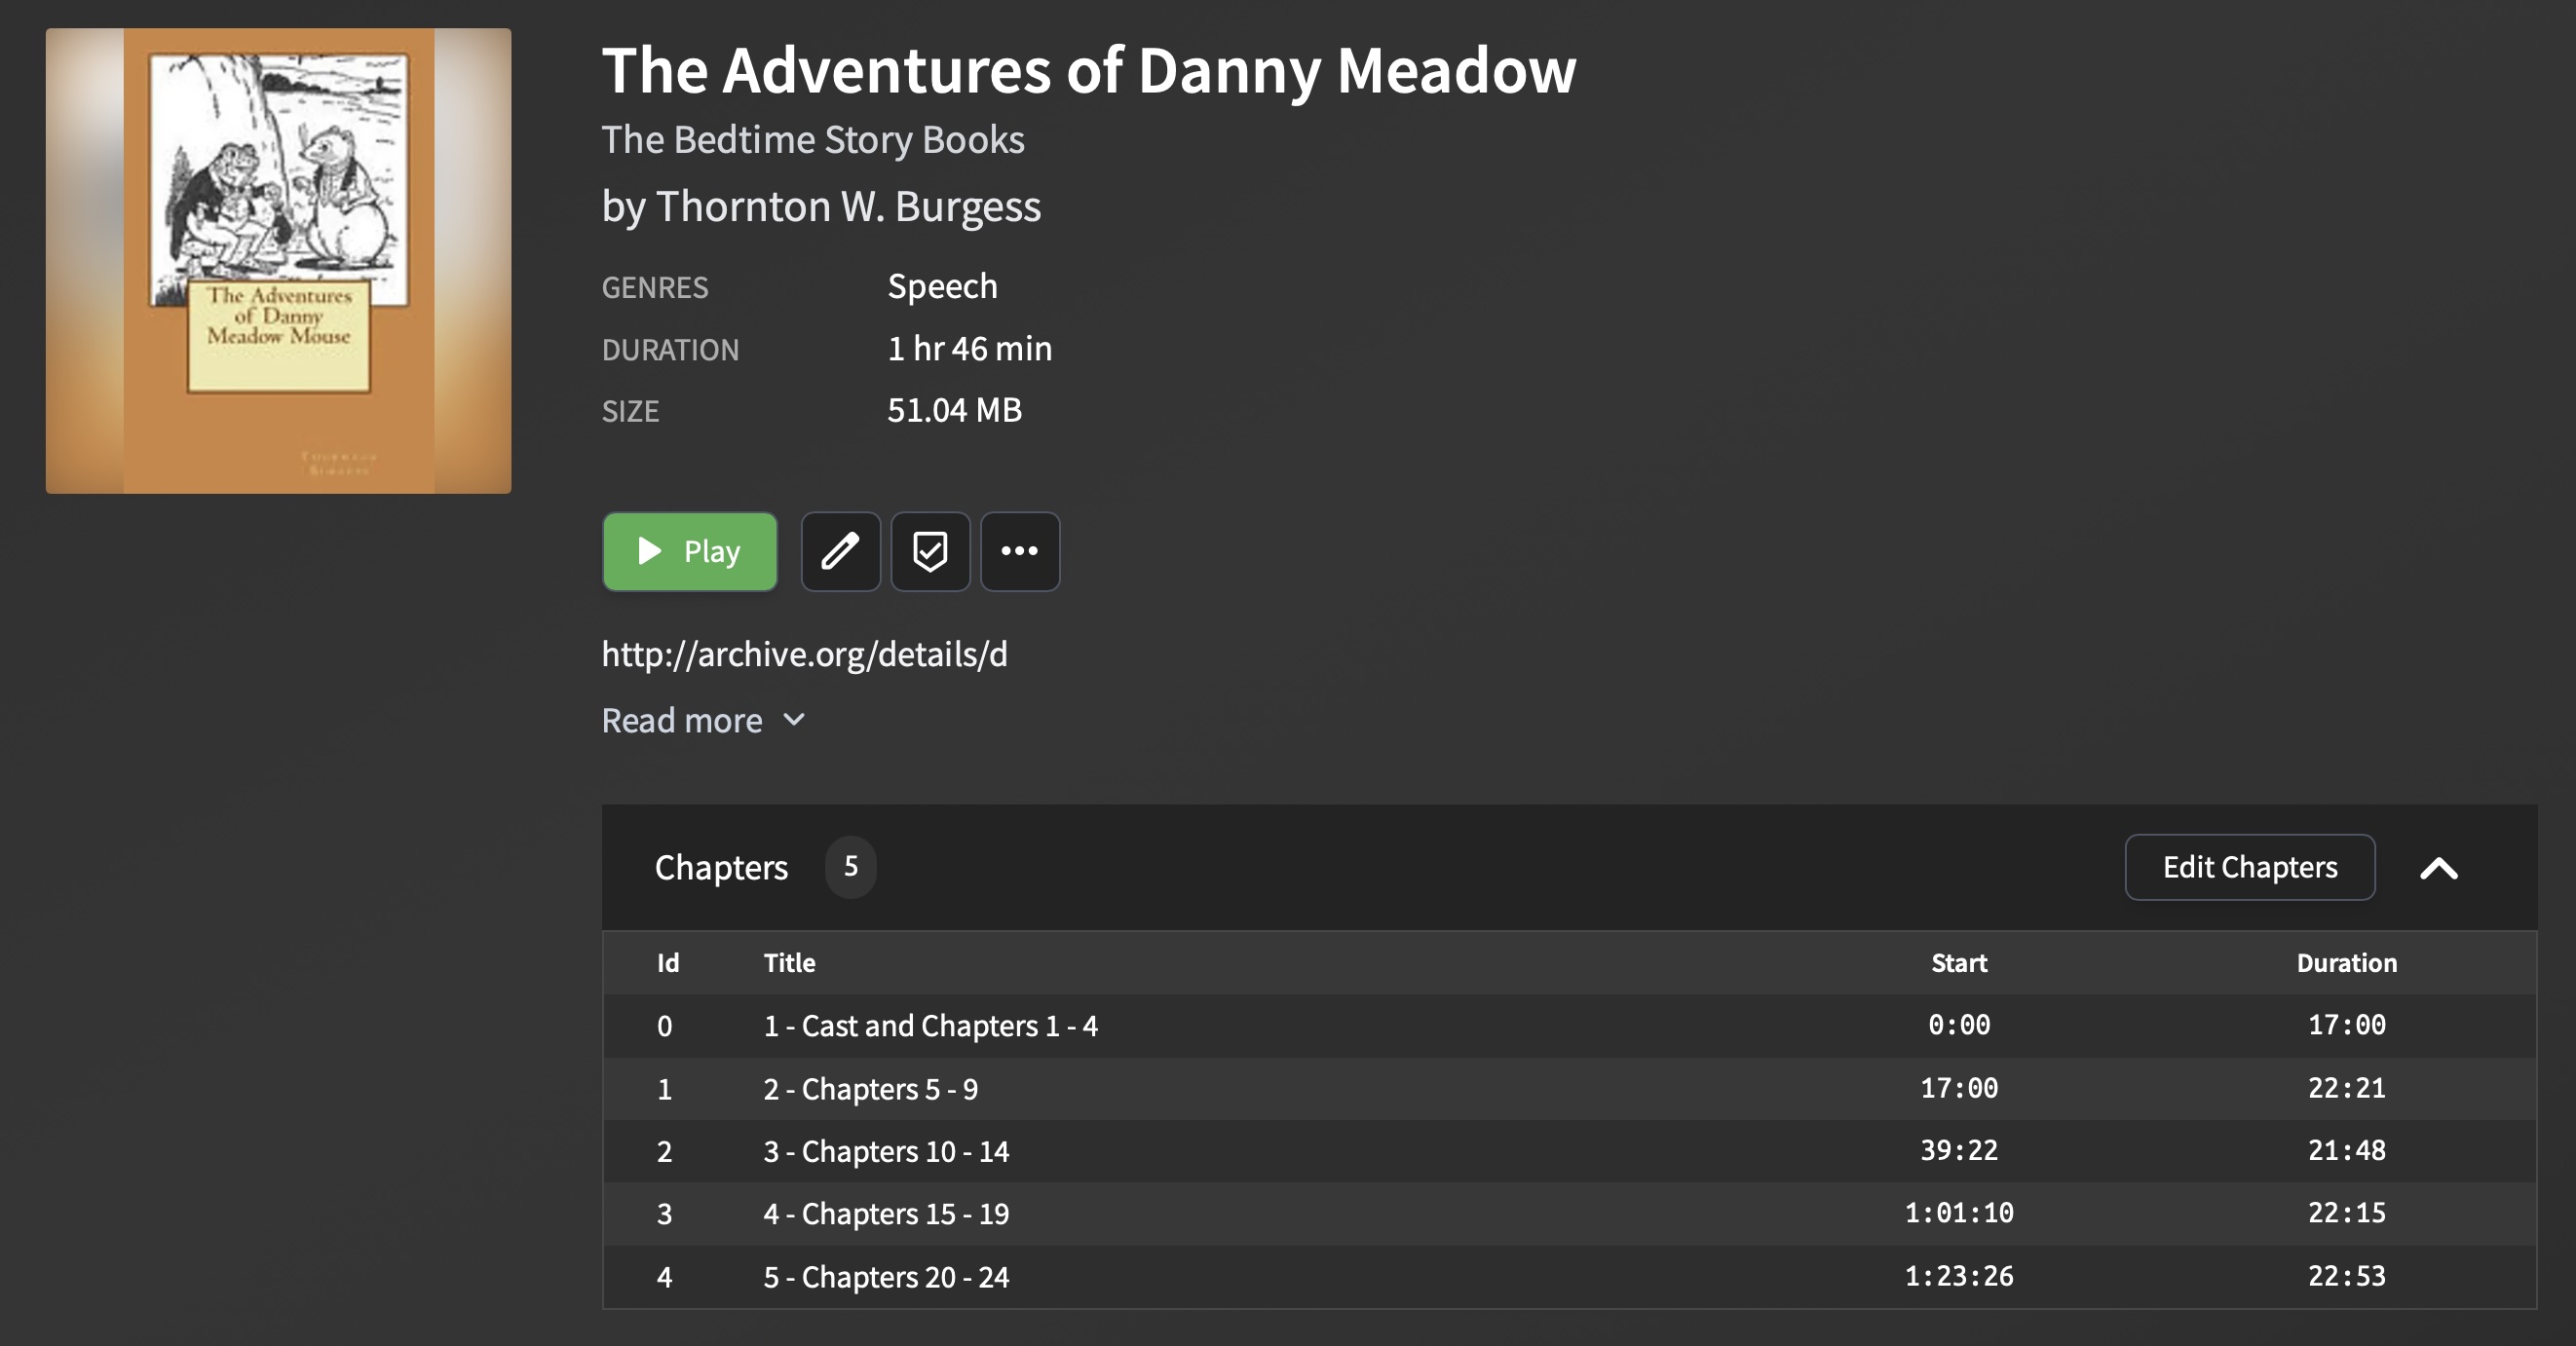 The Adventures
of Danny
Meadow Mouse
The Adventures of Danny Meadow
The Bedtime Story Books
by Thornton W. Burgess
GENRES Speech
DURATION 1 hr 46 min
SIZE 51.04 MB
Play
http://archive.org/details/d
Read more
Chapters 5 Edit Chapters
Id Title Start Duration
0 1 - Cast and Chapters 1 - 4 0:00 17:00
1 2 - Chapters 5 - 9 17:00 22:21
2 3 - Chapters 10 - 14 39:22 21:48
3 4 - Chapters 15 - 19 1:01:10 22:15
4 5 - Chapters 20 - 24 1:23:26 22:53